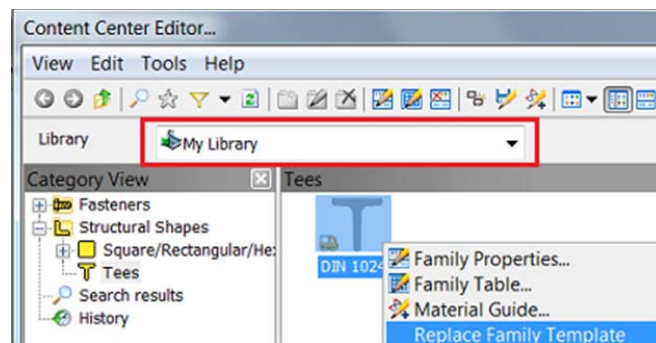 Content Center Editor...
View Edit Tools Help
Library
My Library
Category View
Tees
Fasteners
Structural Shapes
Square/Rectangular/He
Tees
Search results
History
DIN 1024
Family Properties...
Family Table...
Material Guide...
Replace Family Template